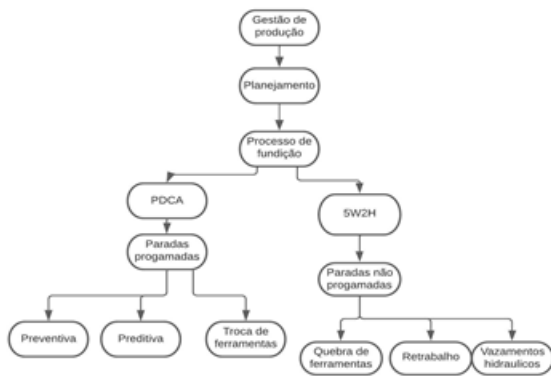 Gestão de
produção
Planejamento
Processo de
fundição
PDCA
5W2H
Paradas
progamadas
Paradas não
progamadas
Preventiva
Preditiva
Troca de
ferramentas
Quebra de
ferramentas
Retrabalho
Vazamentos
hidraulicos